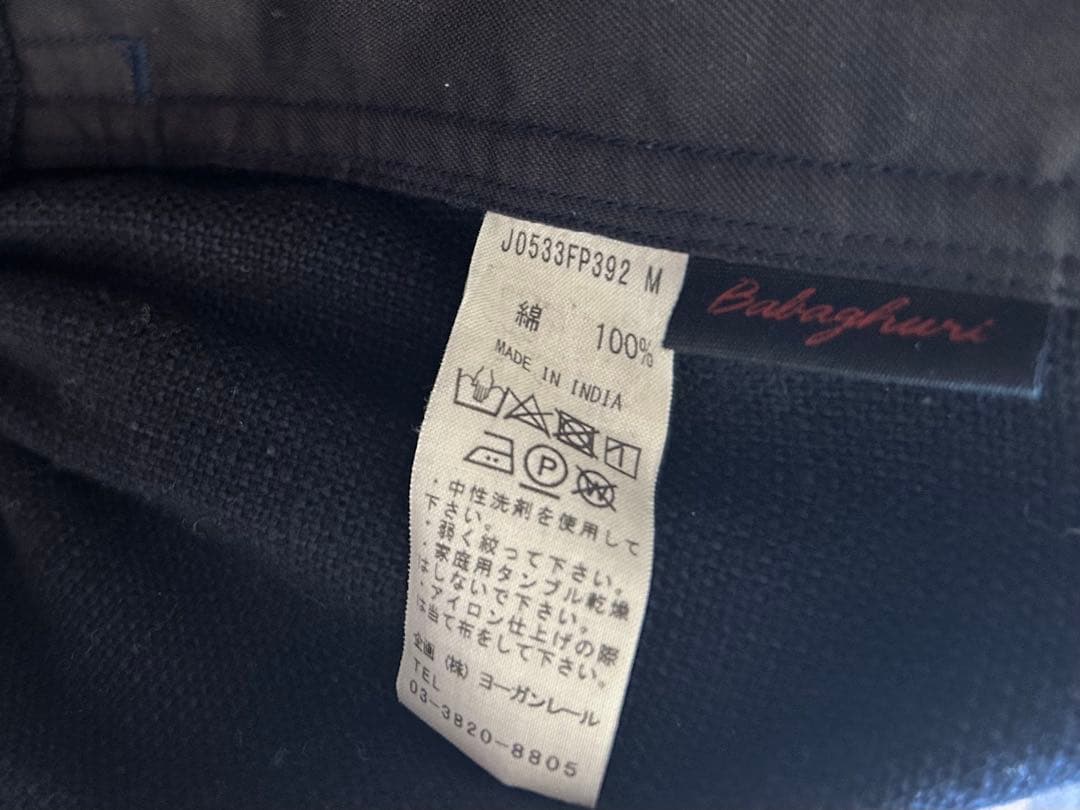 J0533FP392 M
綿 100%
MADE IN INDIA
P
W
・中性洗剤を使用して
下さい。
・弱く絞って下さい。
・家庭用タンブル乾燥
はしないで下さい。
・アイロン仕上げの際
は当て布をして下さい。
企画 (株) ヨーガンレール
TEL
03-3820-8805
Babaghuri